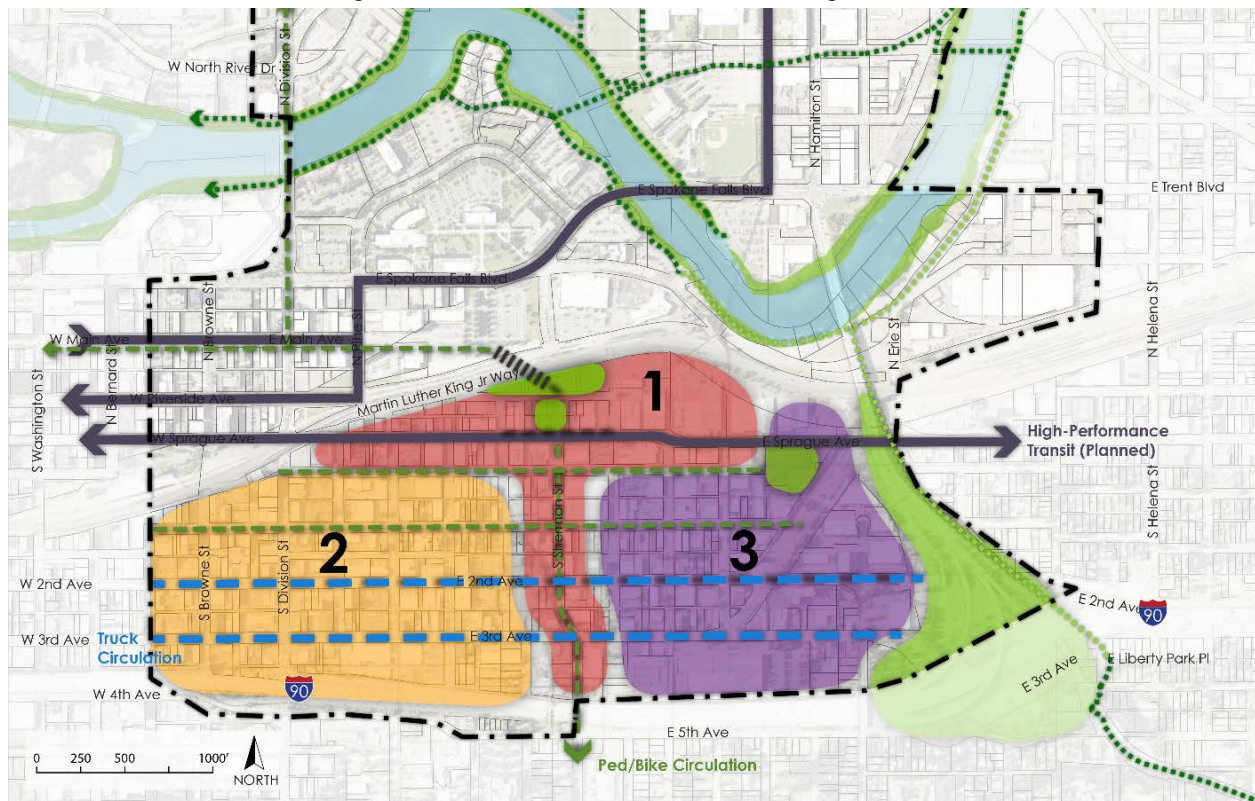 W North River Dr
N Division St
N Hamilton St
E Spokane Falls Blvd
E Trent Blvd
E Spokane Falls Blvd
N Browne St
N Pine St
N Erie St
N Helena St
W Main Ave
E Main Ave
S Washington St
N Bernard St
Martin Luther King Jr Way
W Riverside Ave
1
W Sprague Ave
E Sprague Ave
High-Performance
Transit (Planned)
S Helena St
S Sherman St
2
3
S Browne St
S Division St
W 2nd Ave
E 2nd Ave
E 2nd Ave
90
W 3rd Ave
Truck
Circulation
E 3rd Ave
E Liberty Park Pl
E 3rd Ave
W 4th Ave
90
E 5th Ave
0 250 500 1000'
NORTH
Ped/Bike Circulation